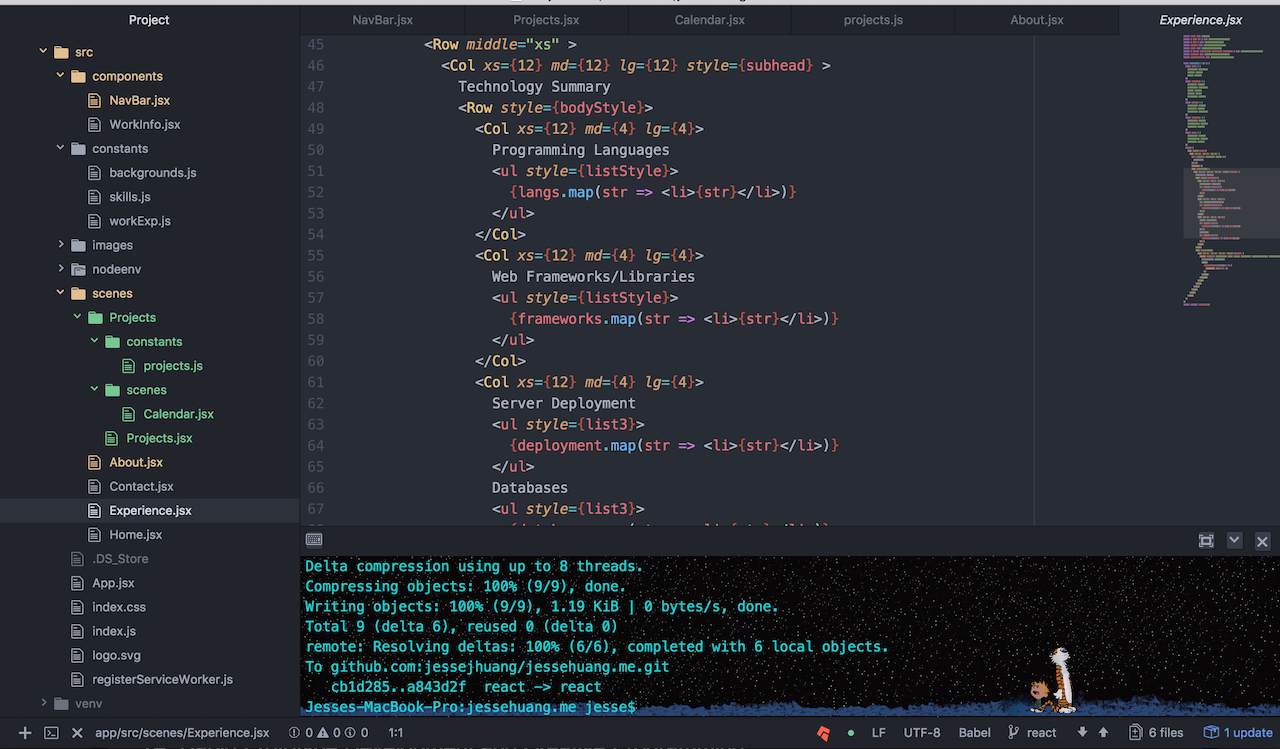 Project
NavBar.jsx
Projects.jsx
Calendar.jsx
projects.js
About.jsx
Experience.jsx
src
components
NavBar.jsx
WorkInfo.jsx
constants
backgrounds.js
skills.js
workExp.js
images
nodeenv
scenes
Projects
constants
projects.js
scenes
Calendar.jsx
Projects.jsx
About.jsx
Contact.jsx
Experience.jsx
Home.jsx
.DS_Store
App.jsx
index.css
index.js
logo.svg
registerServiceWorker.js
venv
45 <Row middle="xs" >
46 <Col xs={12} md={12} lg={12} style={subhead} >
47 Technology Summary
48 <Row style={bodyStyle}>
49 <Col xs={12} md={4} lg={4}>
50 Programming Languages
51 <ul style={listStyle}>
52 {langs.map(str => <li>{str}</li>)}
53 </ul>
54 </Col>
55 <Col xs={12} md={4} lg={4}>
56 Web Frameworks/Libraries
57 <ul style={listStyle}>
58 {frameworks.map(str => <li>{str}</li>)}
59 </ul>
60 </Col>
61 <Col xs={12} md={4} lg={4}>
62 Server Deployment
63 <ul style={list3}>
64 {deployment.map(str => <li>{str}</li>)}
65 </ul>
66 Databases
67 <ul style={list3}>
Delta compression using up to 8 threads.
Compressing objects: 100% (9/9), done.
Writing objects: 100% (9/9), 1.19 KiB | 0 bytes/s, done.
Total 9 (delta 6), reused 0 (delta 0)
remote: Resolving deltas: 100% (6/6), completed with 6 local objects.
To github.com:jessejhuang/jessehuang.me.git
cb1d285..a843d2f react -> react
Jesses-MacBook-Pro:jessehuang.me jesse$
app/src/scenes/Experience.jsx 0 0 0 1:1 LF UTF-8 Babel react 6 files 1 update